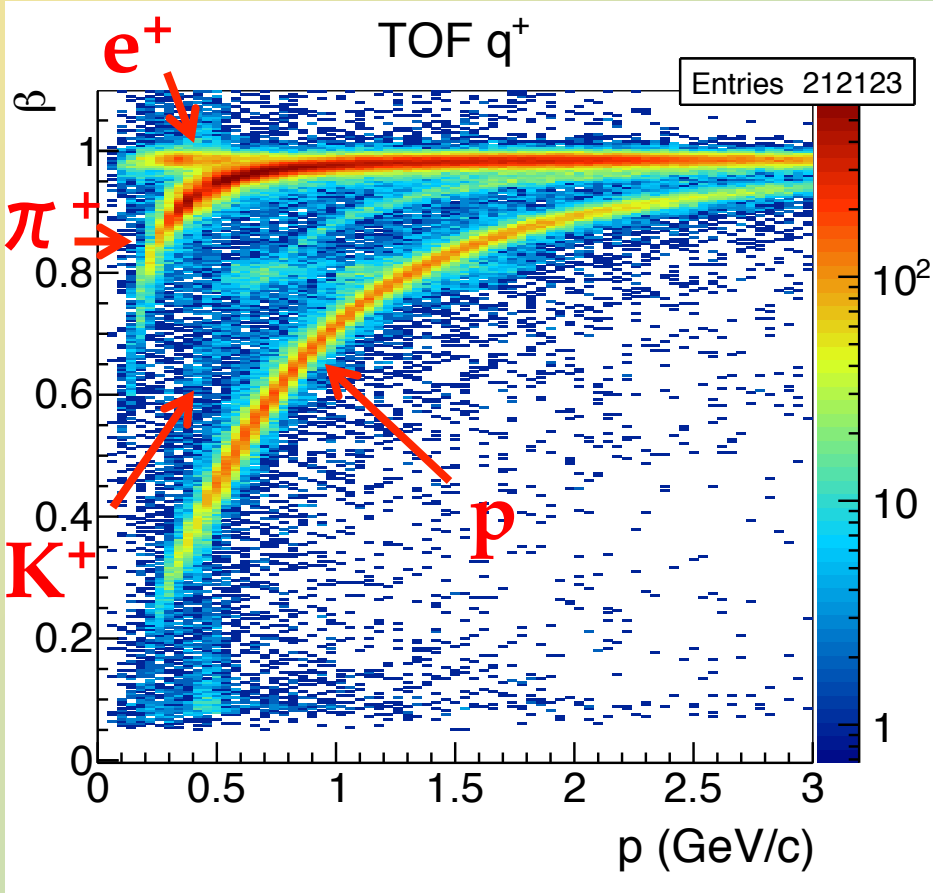 TOF q⁺
Entries 212123
e⁺
β
π⁺
K⁺
p
1
0.8
0.6
0.4
0.2
0
0 0.5 1 1.5 2 2.5 3
p (GeV/c)
10²
10
1